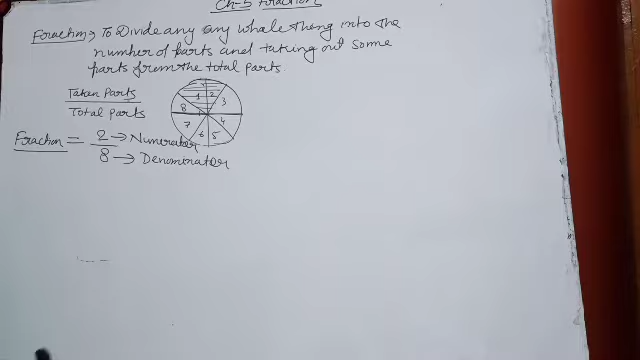 Ch-5 Fraction
Fraction → To Divide any any whole thing into the
number of parts and taking out some
parts from the total parts.
Taken Parts
Total Parts
1 2 3 4 5 6 7 8
Fraction = 2 → Numerator
8 → Denominator